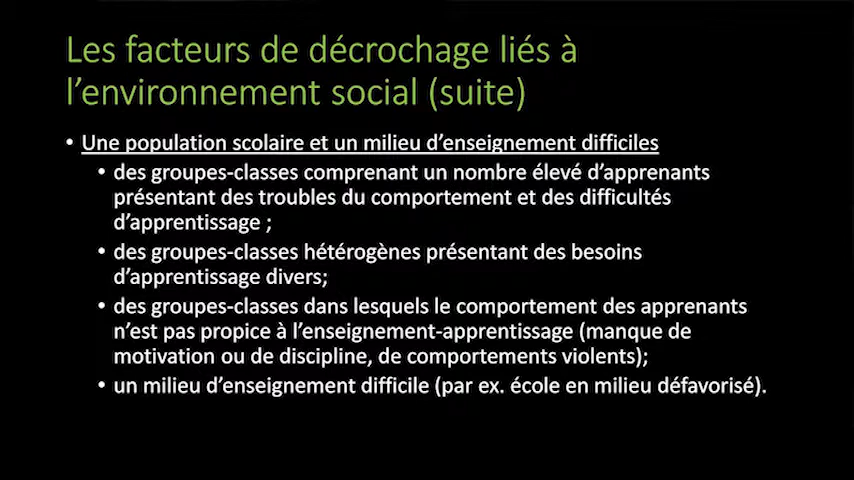 Les facteurs de décrochage liés à
l’environnement social (suite)
• Une population scolaire et un milieu d’enseignement difficiles
• des groupes-classes comprenant un nombre élevé d’apprenants
présentant des troubles du comportement et des difficultés
d’apprentissage ;
• des groupes-classes hétérogènes présentant des besoins
d’apprentissage divers;
• des groupes-classes dans lesquels le comportement des apprenants
n’est pas propice à l’enseignement-apprentissage (manque de
motivation ou de discipline, de comportements violents);
• un milieu d’enseignement difficile (par ex. école en milieu défavorisé).